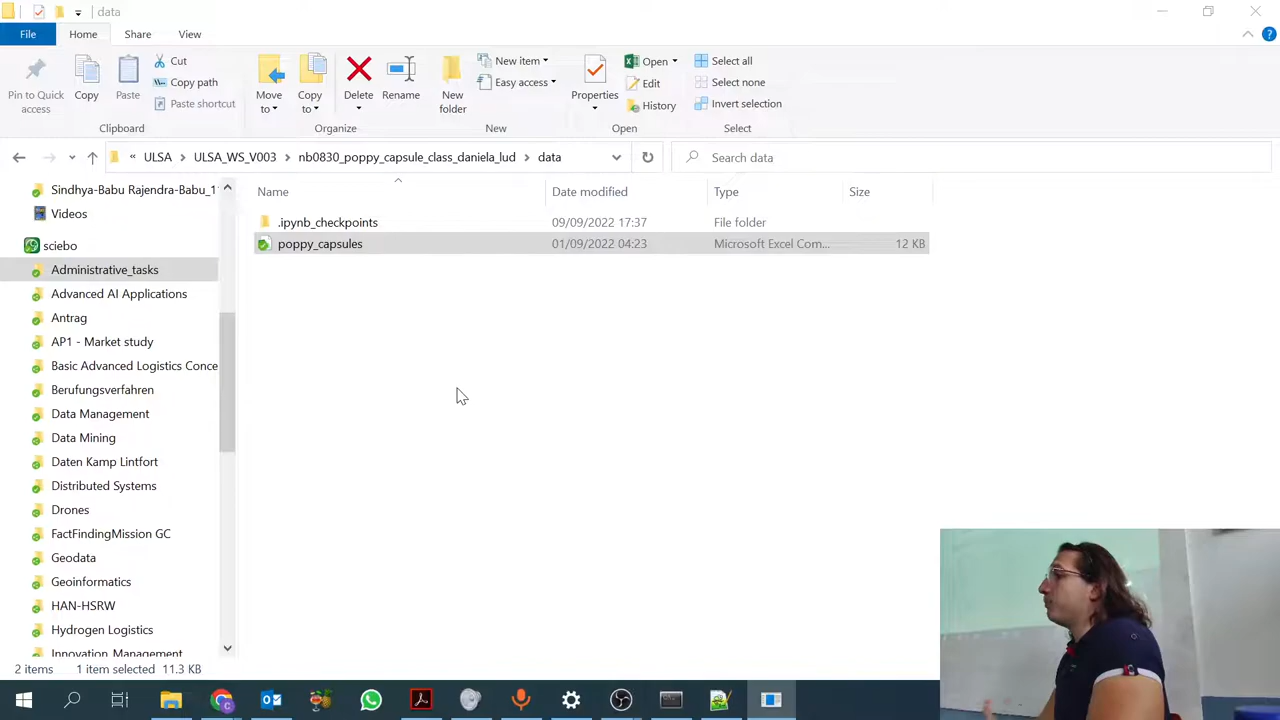 data
File
Home
Share
View
Pin to Quick access
Copy
Paste
Cut
Copy path
Paste shortcut
Clipboard
Move to
Copy to
Delete
Rename
Organize
New folder
New item
Easy access
New
Properties
Open
Edit
History
Open
Select all
Select none
Invert selection
Select
« ULSA > ULSA_WS_V003 > nb0830_poppy_capsule_class_daniela_lud > data
Search data
Name Date modified Type Size
.ipynb_checkpoints 09/09/2022 17:37 File folder
poppy_capsules 01/09/2022 04:23 Microsoft Excel Com... 12 KB
Sindhya-Babu Rajendra-Babu_1
Videos
sciebo
Administrative_tasks
Advanced AI Applications
Antrag
AP1 - Market study
Basic Advanced Logistics Conce
Berufungsverfahren
Data Management
Data Mining
Daten Kamp Lintfort
Distributed Systems
Drones
FactFindingMission GC
Geodata
Geoinformatics
HAN-HSRW
Hydrogen Logistics
Innovation Management
2 items 1 item selected 11.3 KB